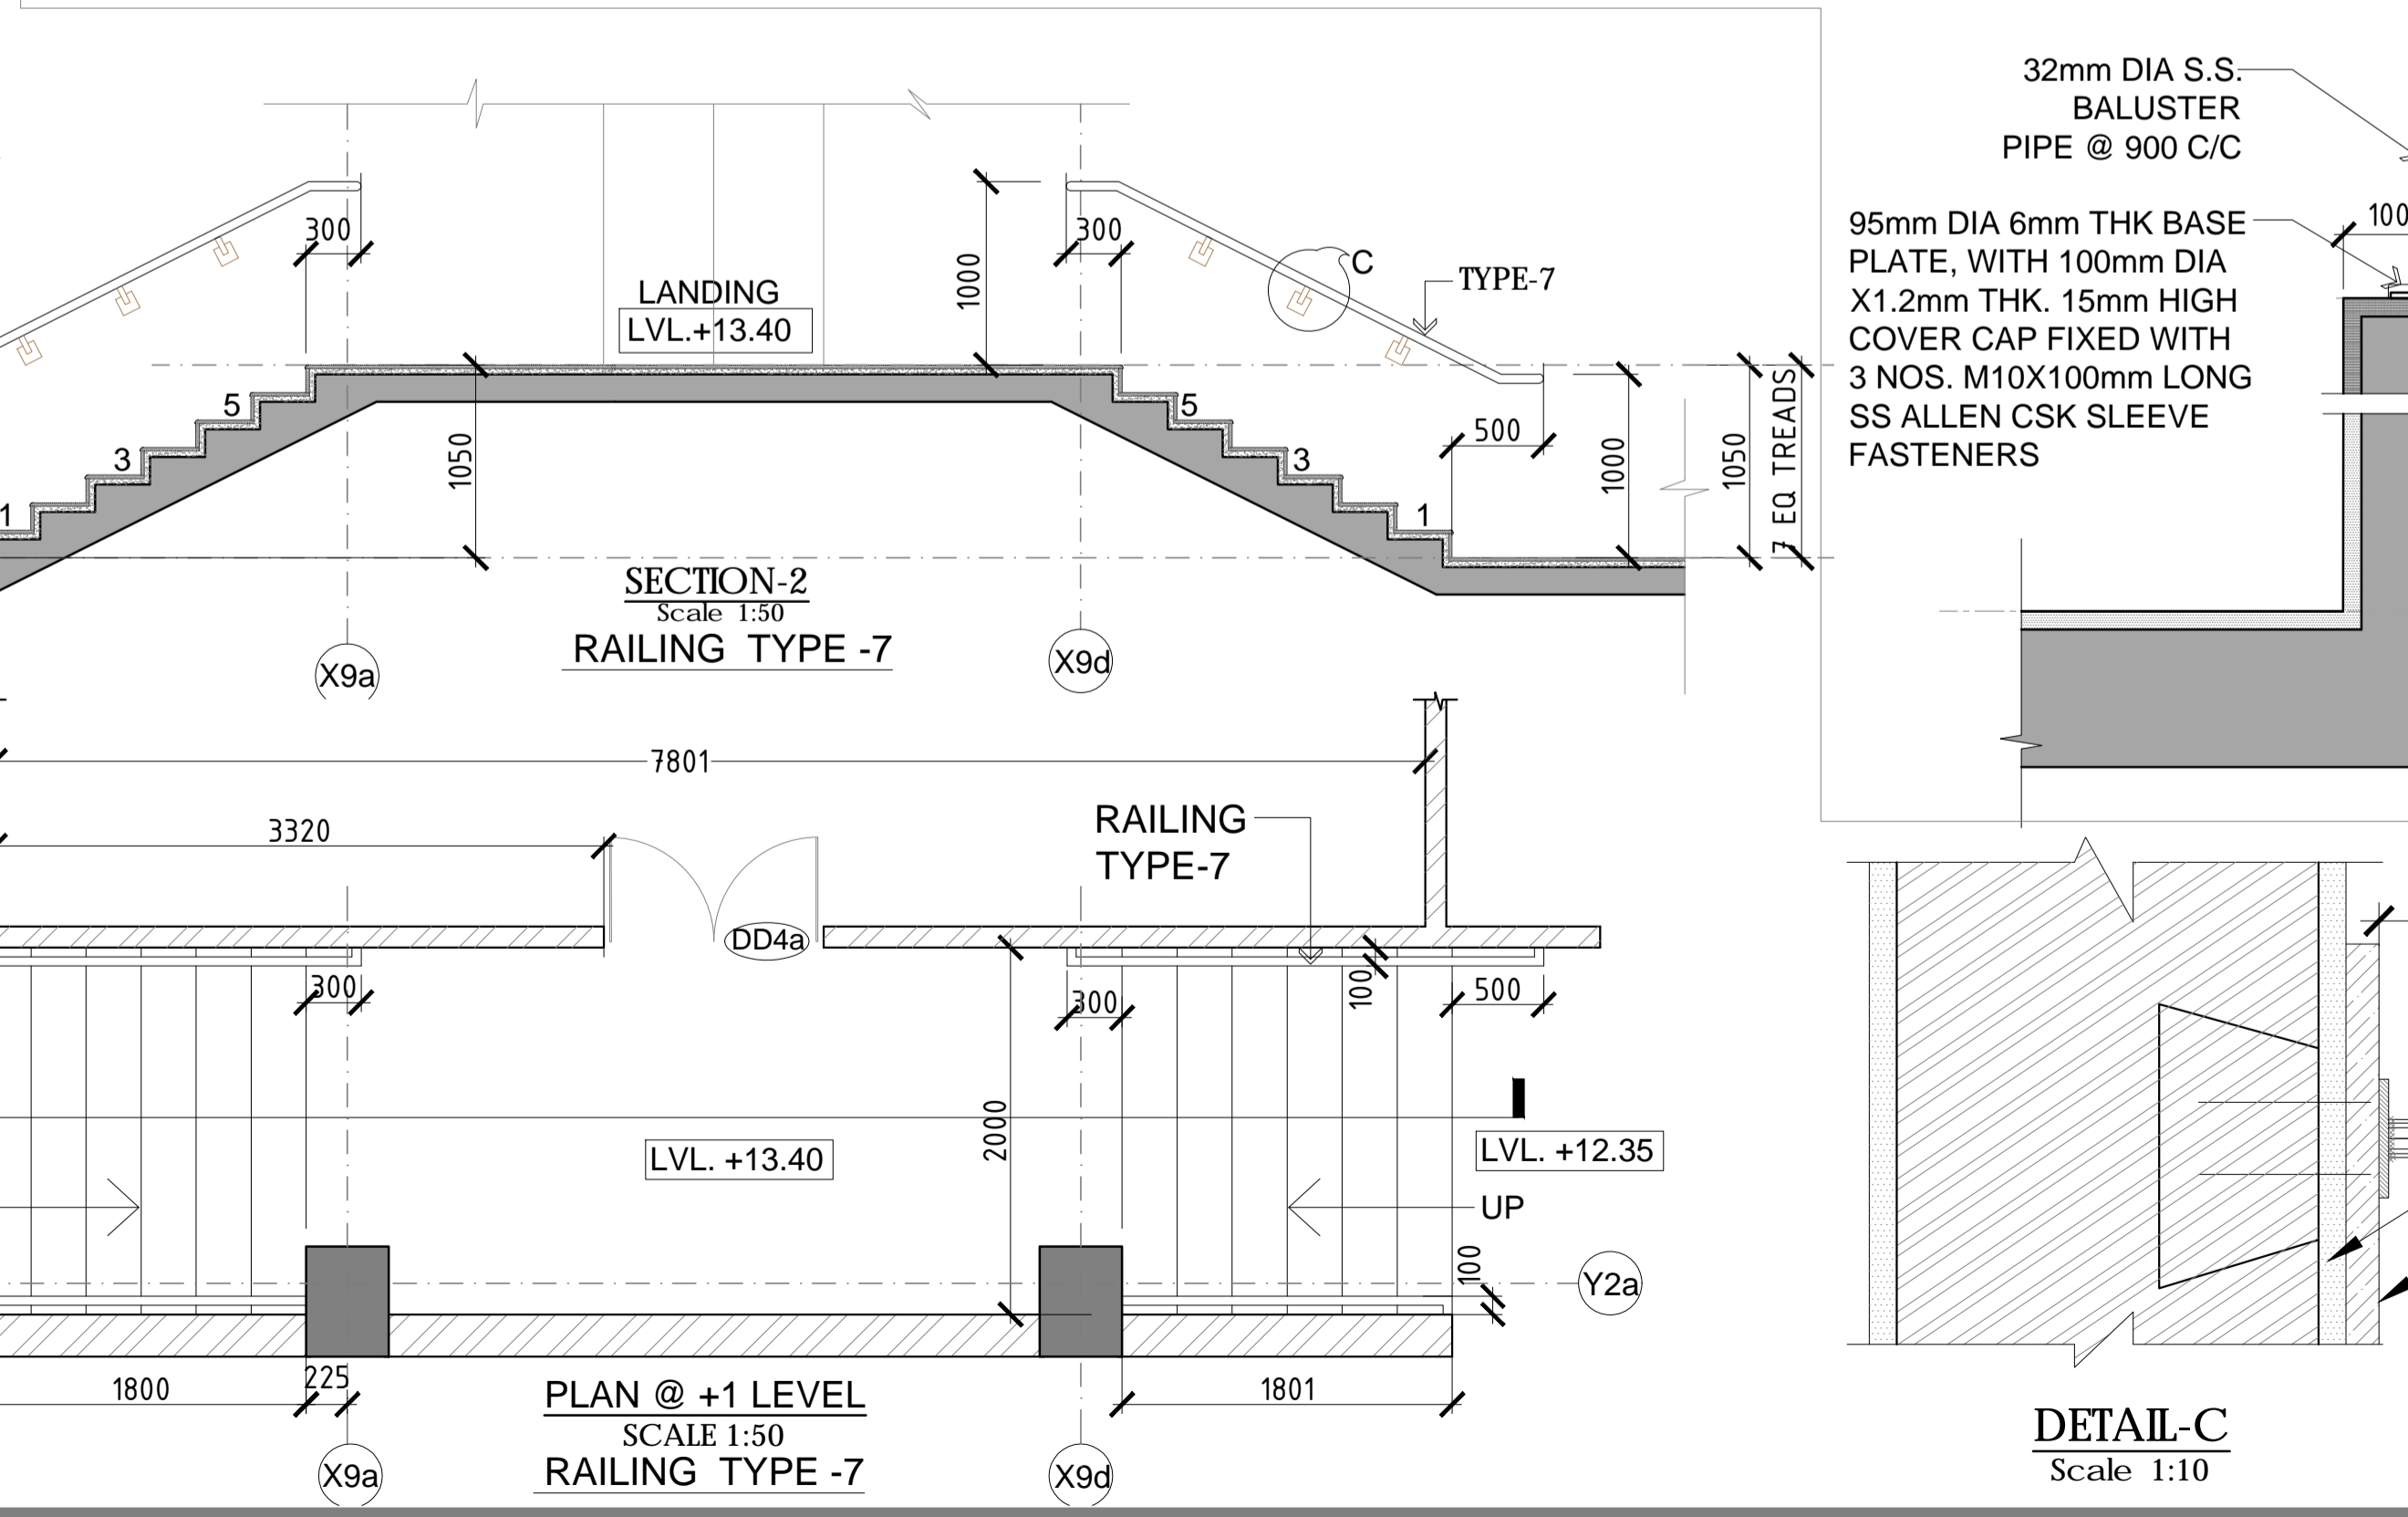 32mm DIA S.S.
BALUSTER
PIPE @ 900 C/C
95mm DIA 6mm THK BASE
PLATE, WITH 100mm DIA
X1.2mm THK. 15mm HIGH
COVER CAP FIXED WITH
3 NOS. M10X100mm LONG
SS ALLEN CSK SLEEVE
FASTENERS
100
300
LANDING
LVL.+13.40
1000
300
C
TYPE-7
5
3
1
1050
5
3
1
500
1000
1050
7 EQ TREADS
SECTION-2
Scale 1:50
RAILING TYPE -7
X9a
X9d
7801
3320
RAILING
TYPE-7
DD4a
300
300
100
500
2000
LVL. +13.40
LVL. +12.35
UP
100
Y2a
1800
225
1801
PLAN @ +1 LEVEL
SCALE 1:50
RAILING TYPE -7
X9a
X9d
DETAIL-C
Scale 1:10